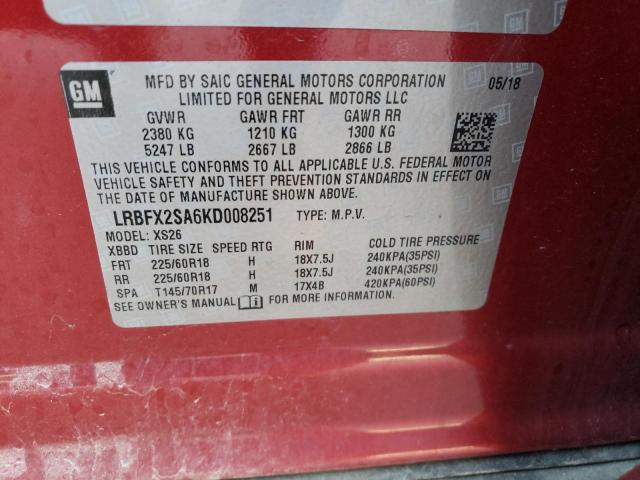 GM
MFD BY SAIC GENERAL MOTORS CORPORATION 05/18
LIMITED FOR GENERAL MOTORS LLC
GVWR GAWR FRT GAWR RR
2380 KG 1210 KG 1300 KG
5247 LB 2667 LB 2866 LB
THIS VEHICLE CONFORMS TO ALL APPLICABLE U.S. FEDERAL MOTOR
VEHICLE SAFETY AND THEFT PREVENTION STANDARDS IN EFFECT ON
THE DATE OF MANUFACTURE SHOWN ABOVE.
LRBFX2SA6KD008251 TYPE: M.P.V.
MODEL: XS26
XBBD TIRE SIZE SPEED RTG RIM COLD TIRE PRESSURE
FRT 225/60R18 H 18X7.5J 240KPA(35PSI)
RR 225/60R18 H 18X7.5J 240KPA(35PSI)
SPA T145/70R17 M 17X4B 420KPA(60PSI)
SEE OWNER'S MANUAL FOR MORE INFORMATION.